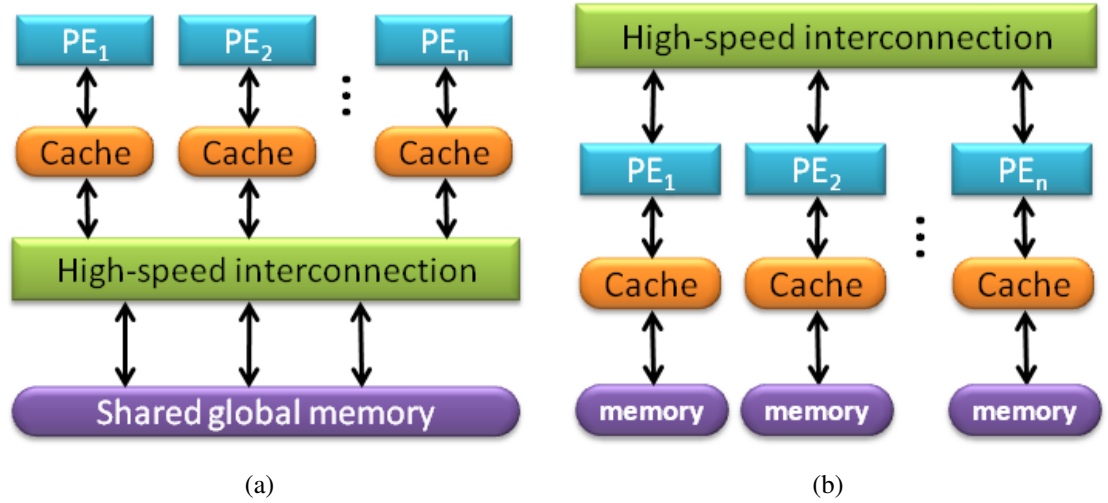 PE₁ PE₂ PEₙ
Cache Cache Cache
High-speed interconnection
Shared global memory
(a)
High-speed interconnection
PE₁ PE₂ PEₙ
Cache Cache Cache
memory memory memory
(b)